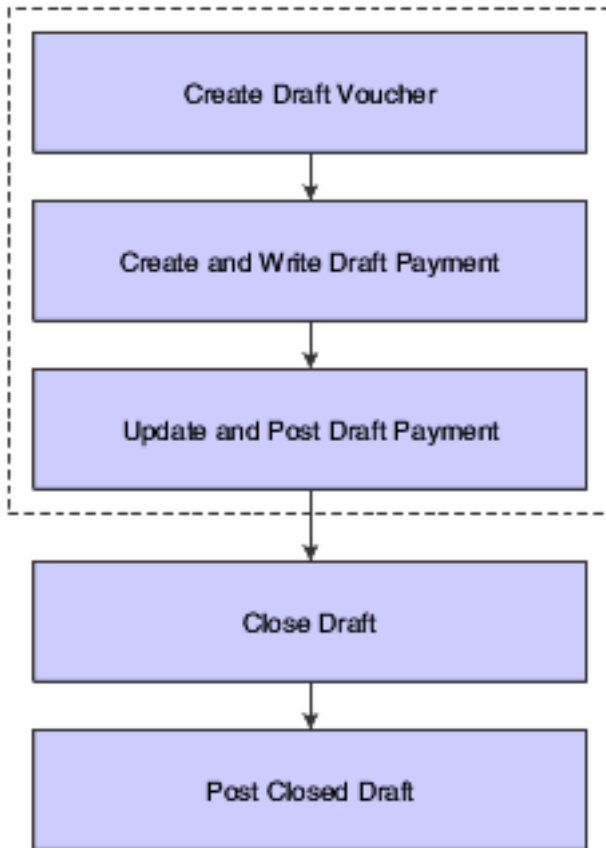 Create Draft Voucher
Create and Write Draft Payment
Update and Post Draft Payment
Close Draft
Post Closed Draft